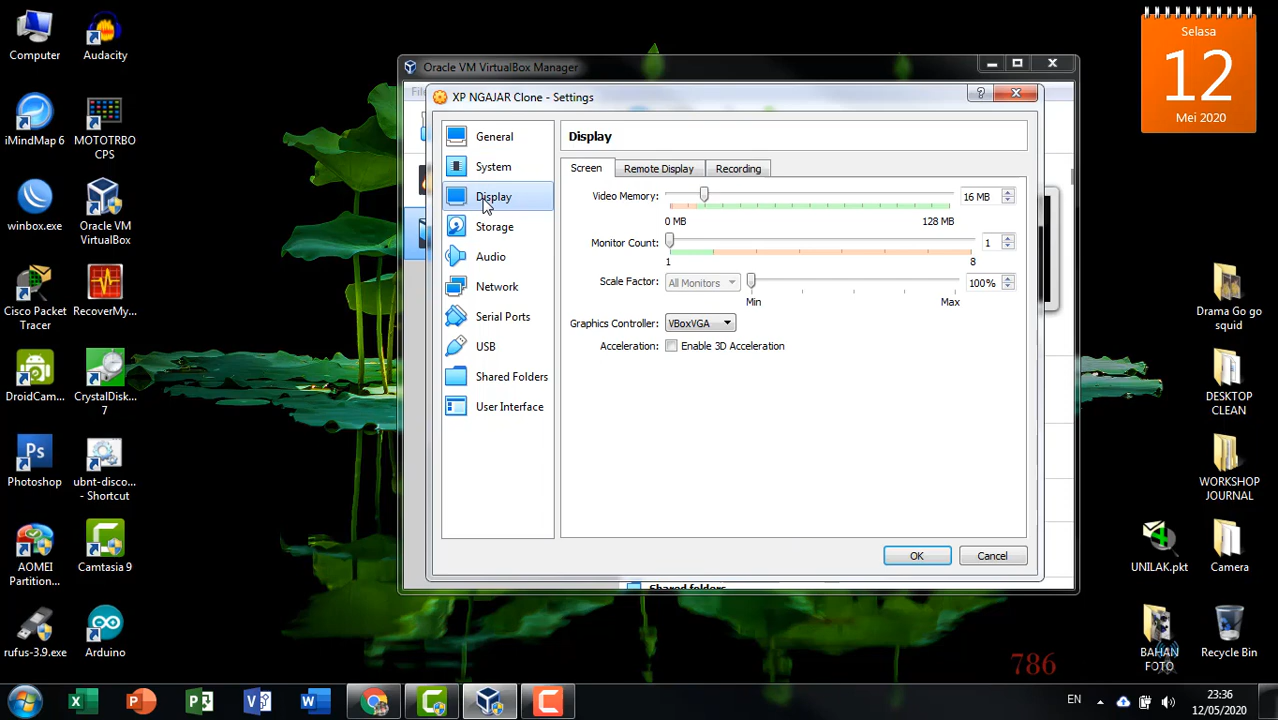 Computer
Audacity
iMindMap 6
MOTOTRBO
CPS
winbox.exe
Oracle VM
VirtualBox
Cisco Packet
Tracer
RecoverMy...
DroidCam...
CrystalDisk...
7
Photoshop
ubnt-disco...
- Shortcut
AOMEI
Partition...
Camtasia 9
rufus-3.9.exe
Arduino
Oracle VM VirtualBox Manager
XP NGAJAR Clone - Settings
General
System
Display
Storage
Audio
Network
Serial Ports
USB
Shared Folders
User Interface
Display
Screen
Remote Display
Recording
Video Memory:
16 MB
0 MB
128 MB
Monitor Count:
1
1
8
Scale Factor:
All Monitors
100%
Min
Max
Graphics Controller:
VBoxVGA
Acceleration:
Enable 3D Acceleration
OK
Cancel
Shared folders
786
Selasa
12
Mei 2020
Drama Go go
squid
DESKTOP
CLEAN
WORKSHOP
JOURNAL
UNILAK.pkt
Camera
BAHAN
FOTO
Recycle Bin
EN
23:36
12/05/2020